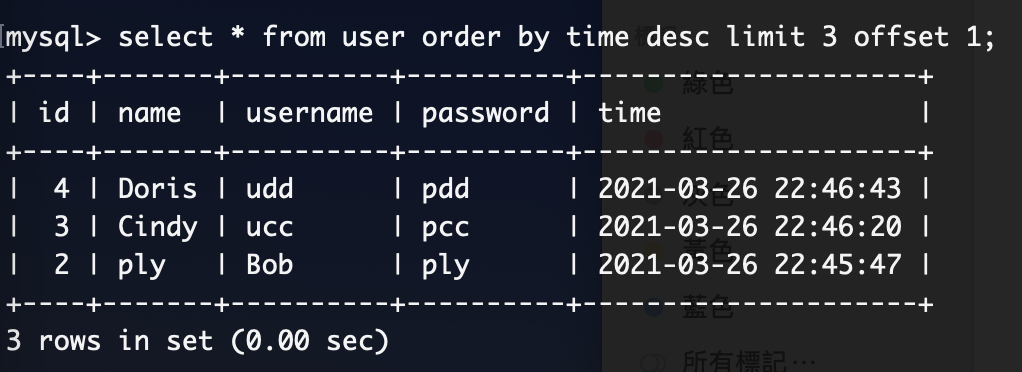 mysql> select * from user order by time desc limit 3 offset 1;
+----+-------+----------+----------+---------------------+
| id | name  | username | password | time                |
+----+-------+----------+----------+---------------------+
|  4 | Doris | udd      | pdd      | 2021-03-26 22:46:43 |
|  3 | Cindy | ucc      | pcc      | 2021-03-26 22:46:20 |
|  2 | ply   | Bob      | ply      | 2021-03-26 22:45:47 |
+----+-------+----------+----------+---------------------+
3 rows in set (0.00 sec)
綠色
紅色
灰色
黃色
藍色
所有標記…